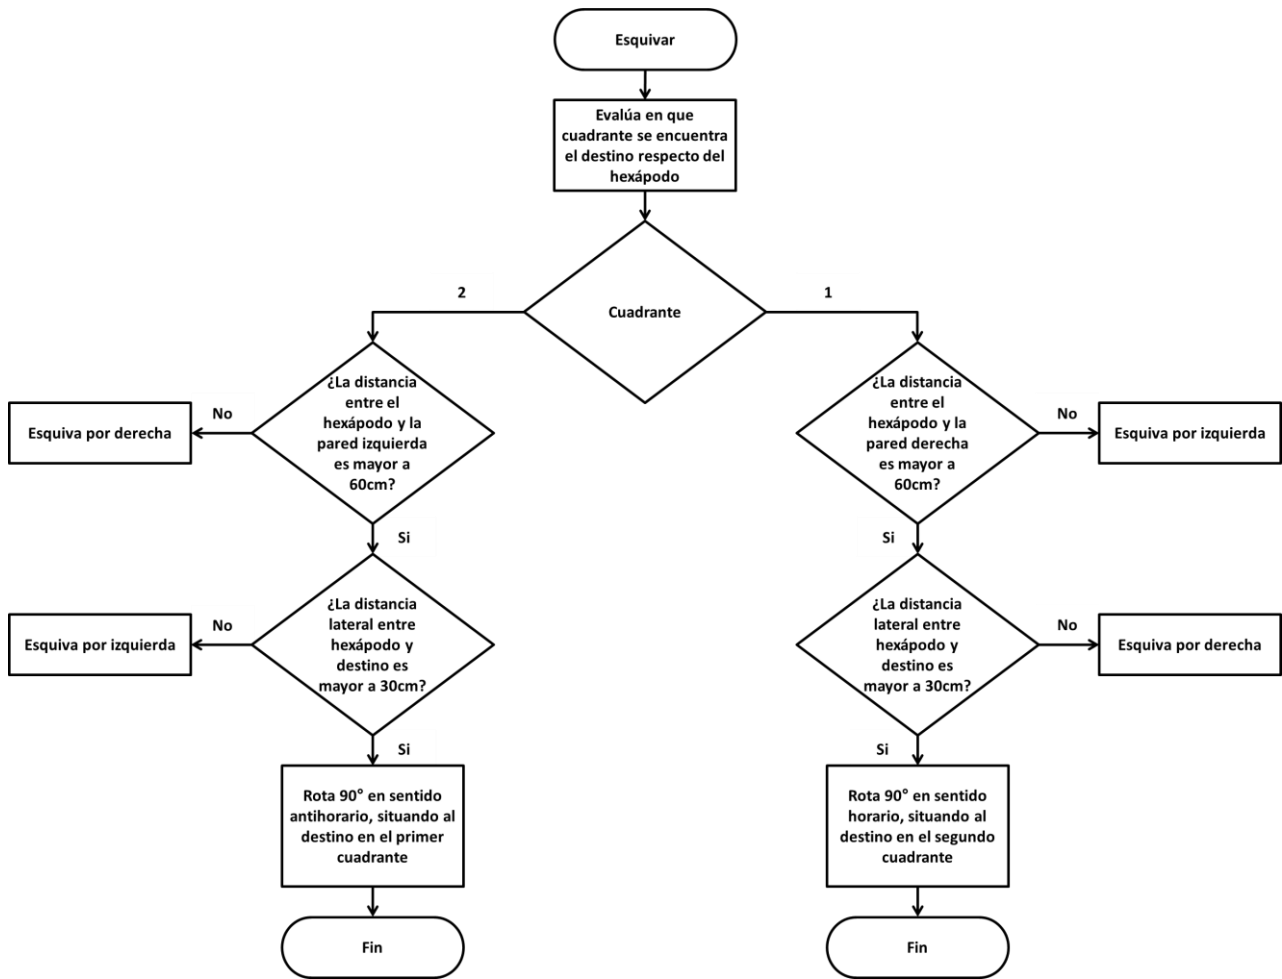 Esquivar
Evalúa en que
cuadrante se encuentra
el destino respecto del
hexápodo
2
1
Cuadrante
¿La distancia
entre el
hexápodo y la
pared izquierda
es mayor a
60cm?
No
Esquiva por derecha
¿La distancia
entre el
hexápodo y la
pared derecha
es mayor a
60cm?
No
Esquiva por izquierda
Si
Si
¿La distancia
lateral entre
hexápodo y
destino es
mayor a 30cm?
No
Esquiva por izquierda
¿La distancia
lateral entre
hexápodo y
destino es
mayor a 30cm?
No
Esquiva por derecha
Si
Si
Rota 90° en sentido
antihorario, situando al
destino en el primer
cuadrante
Rota 90° en sentido
horario, situando al
destino en el segundo
cuadrante
Fin
Fin